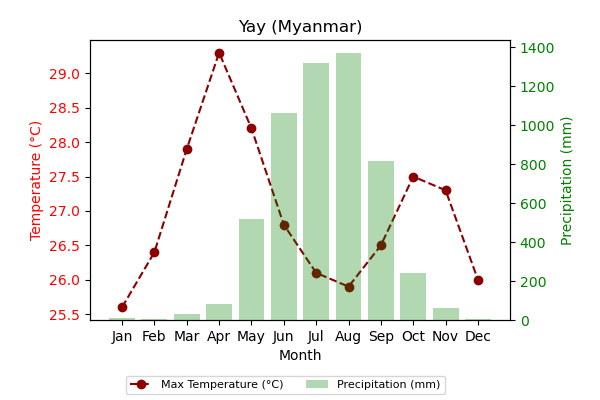 Yay (Myanmar)
29.0
28.5
28.0
27.5
27.0
26.5
26.0
25.5
Temperature (°C)
1400
1200
1000
800
600
400
200
0
Precipitation (mm)
Jan Feb Mar Apr May Jun Jul Aug Sep Oct Nov Dec
Month
Max Temperature (°C) Precipitation (mm)